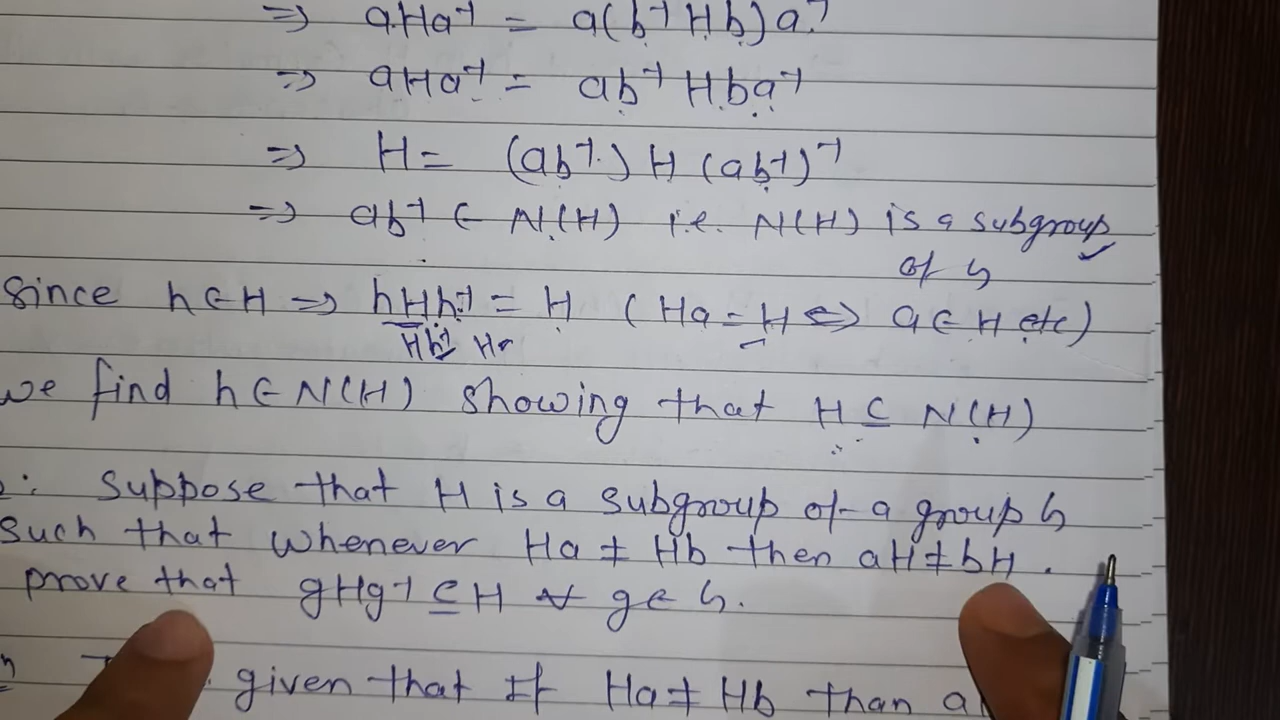 ⇒ aHa⁻¹ = a(b⁻¹Hb)a⁻¹
⇒ aHa⁻¹ = ab⁻¹Hba⁻¹
⇒ H = (ab⁻¹)H(ab⁻¹)⁻¹
⇒ ab⁻¹ ∈ N(H) i.e. N(H) is a subgroup
of G
Since h∈H ⇒ hHh⁻¹ = H (Ha = H ⇔ a∈H etc)
Hh⁻¹ H
we find h∈N(H) showing that H ⊆ N(H)
: Suppose that H is a subgroup of a group G
such that whenever Ha ≠ Hb then aH ≠ bH.
prove that gHg⁻¹ ⊆ H ∀ g∈G.
given that If Ha ≠ Hb than